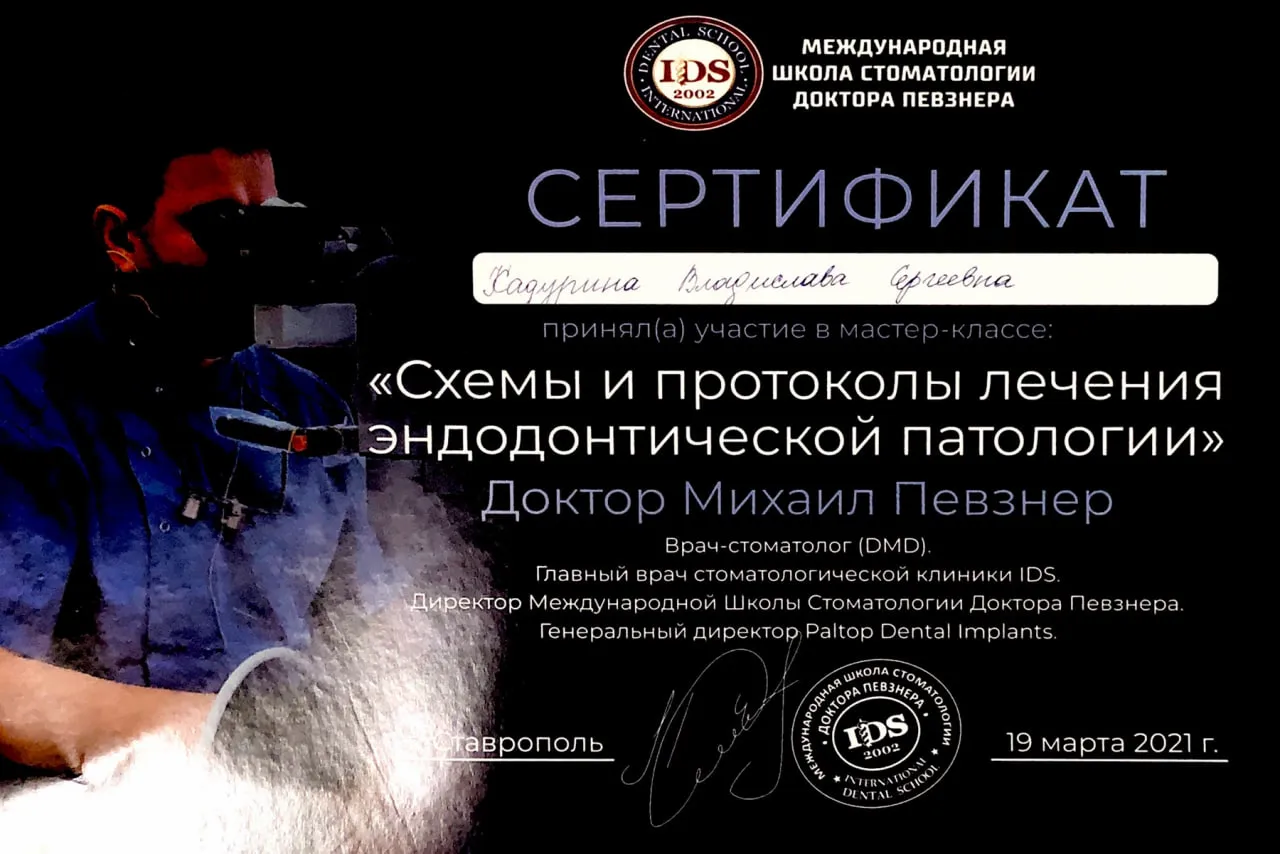 DENTAL SCHOOL
IDS
2002
INTERNATIONAL
МЕЖДУНАРОДНАЯ
ШКОЛА СТОМАТОЛОГИИ
ДОКТОРА ПЕВЗНЕРА
СЕРТИФИКАТ
Кадурина Владислава Сергеевна
принял(а) участие в мастер-классе:
«Схемы и протоколы лечения
эндодонтической патологии»
Доктор Михаил Певзнер
Врач-стоматолог (DMD).
Главный врач стоматологической клиники IDS.
Директор Международной Школы Стоматологии Доктора Певзнера.
Генеральный директор Paltop Dental Implants.
Ставрополь
МЕЖДУНАРОДНАЯ ШКОЛА СТОМАТОЛОГИИ
ДОКТОРА ПЕВЗНЕРА
IDS
2002
INTERNATIONAL
DENTAL SCHOOL
19 марта 2021 г.